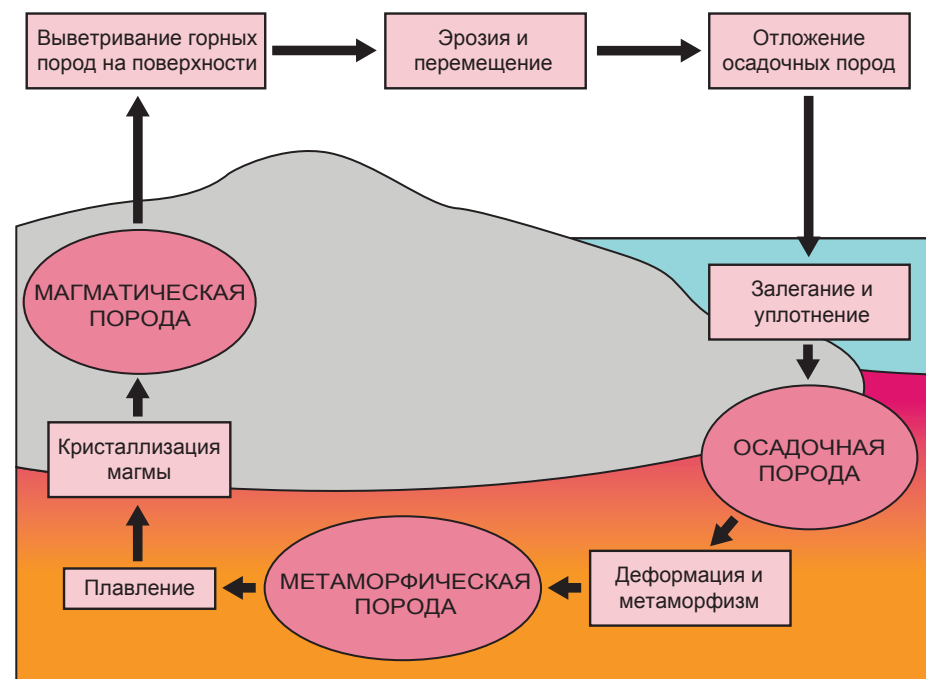 Выветривание горных
пород на поверхности
Эрозия и
перемещение
Отложение
осадочных пород
МАГМАТИЧЕСКАЯ
ПОРОДА
Залегание и
уплотнение
Кристаллизация
магмы
ОСАДОЧНАЯ
ПОРОДА
Плавление
МЕТАМОРФИЧЕСКАЯ
ПОРОДА
Деформация и
метаморфизм